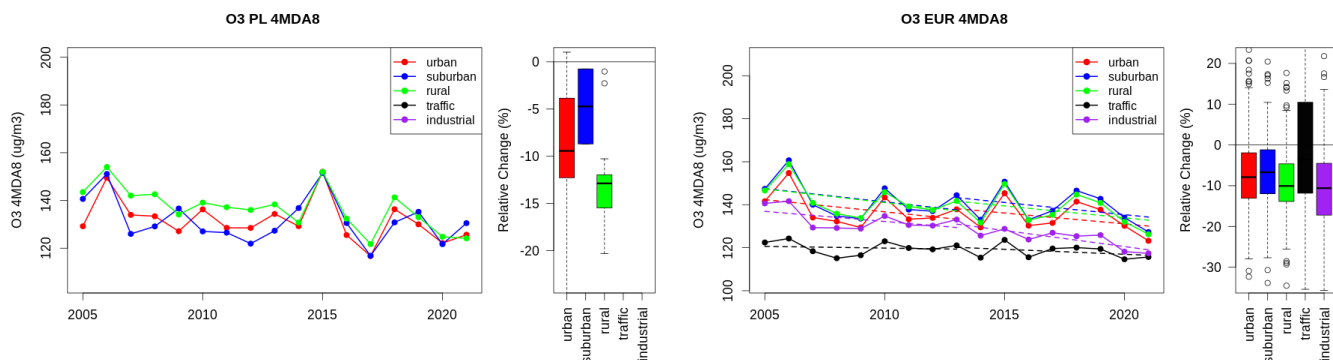 O3 PL 4MDA8
O3 4MDA8 (ug/m3)
200
180
160
140
120
2005
2010
2015
2020
urban
suburban
rural
traffic
industrial
Relative Change (%)
0
-5
-10
-15
-20
urban
suburban
rural
traffic
industrial
O3 EUR 4MDA8
O3 4MDA8 (ug/m3)
200
180
160
140
120
100
2005
2010
2015
2020
urban
suburban
rural
traffic
industrial
Relative Change (%)
20
10
0
-10
-20
-30
urban
suburban
rural
traffic
industrial